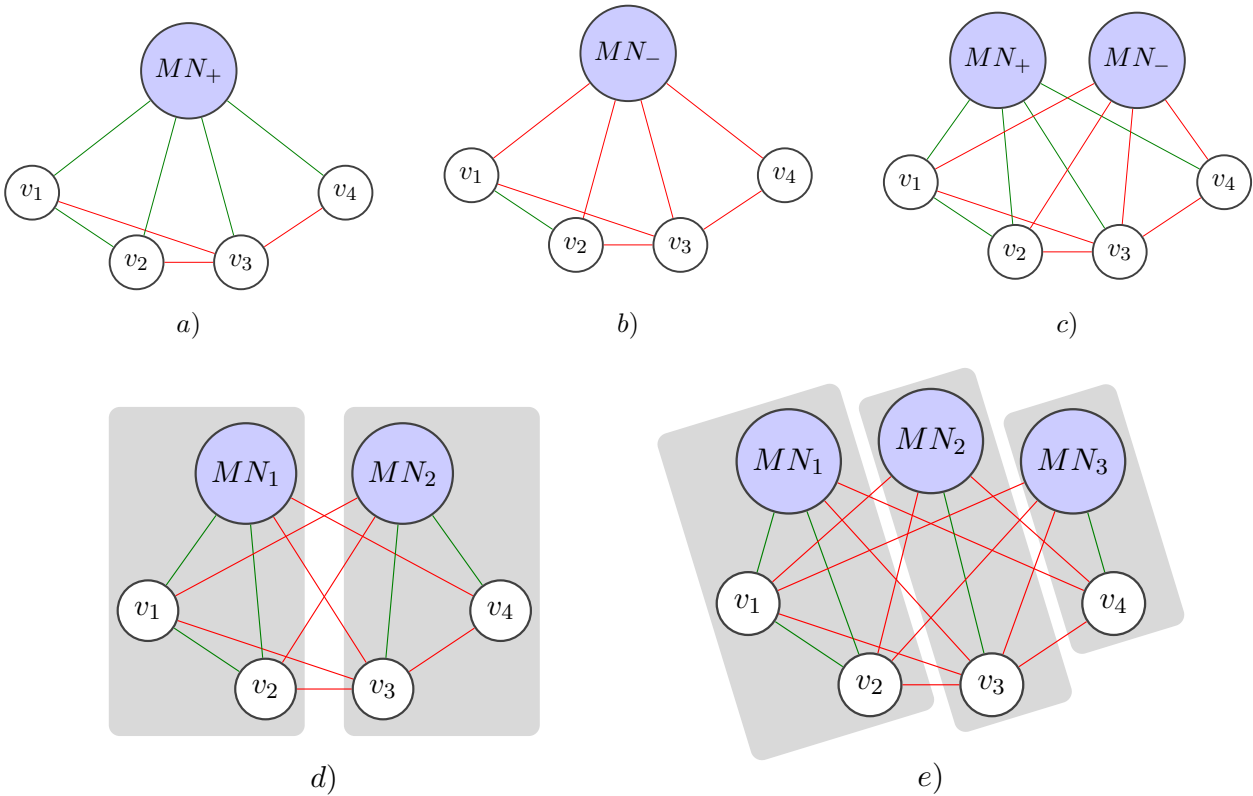 MN₊
v₁
v₂
v₃
v₄
a)
MN₋
v₁
v₂
v₃
v₄
b)
MN₊ MN₋
v₁
v₂
v₃
v₄
c)
MN₁ MN₂
v₁
v₂
v₃
v₄
d)
MN₁ MN₂ MN₃
v₁
v₂
v₃
v₄
e)